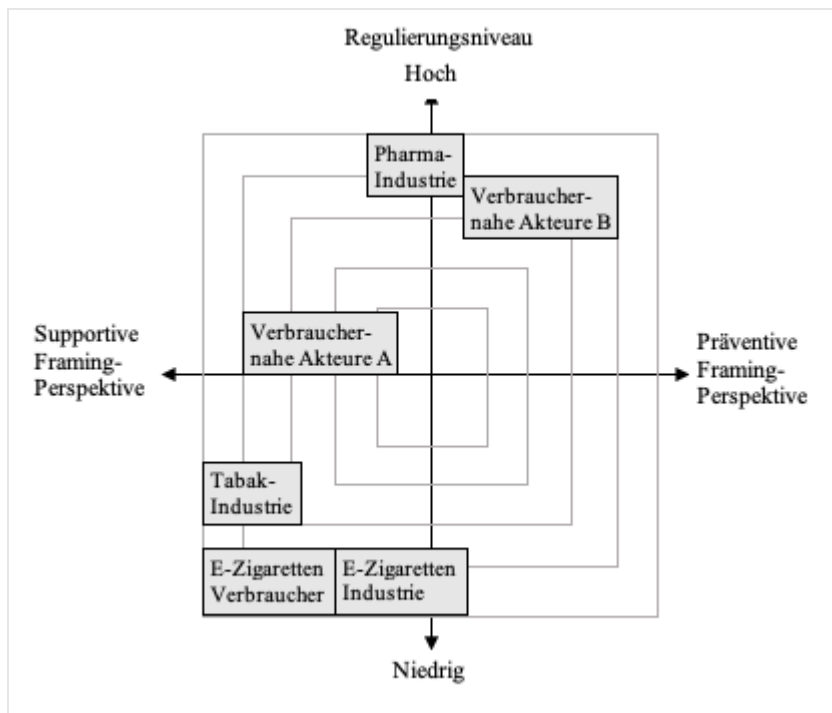 Regulierungsniveau
Hoch
Pharma-
Industrie
Verbraucher-
nahe Akteure B
Supportive
Framing-
Perspektive
Verbraucher-
nahe Akteure A
Präventive
Framing-
Perspektive
Tabak-
Industrie
E-Zigaretten
Verbraucher
E-Zigaretten
Industrie
Niedrig